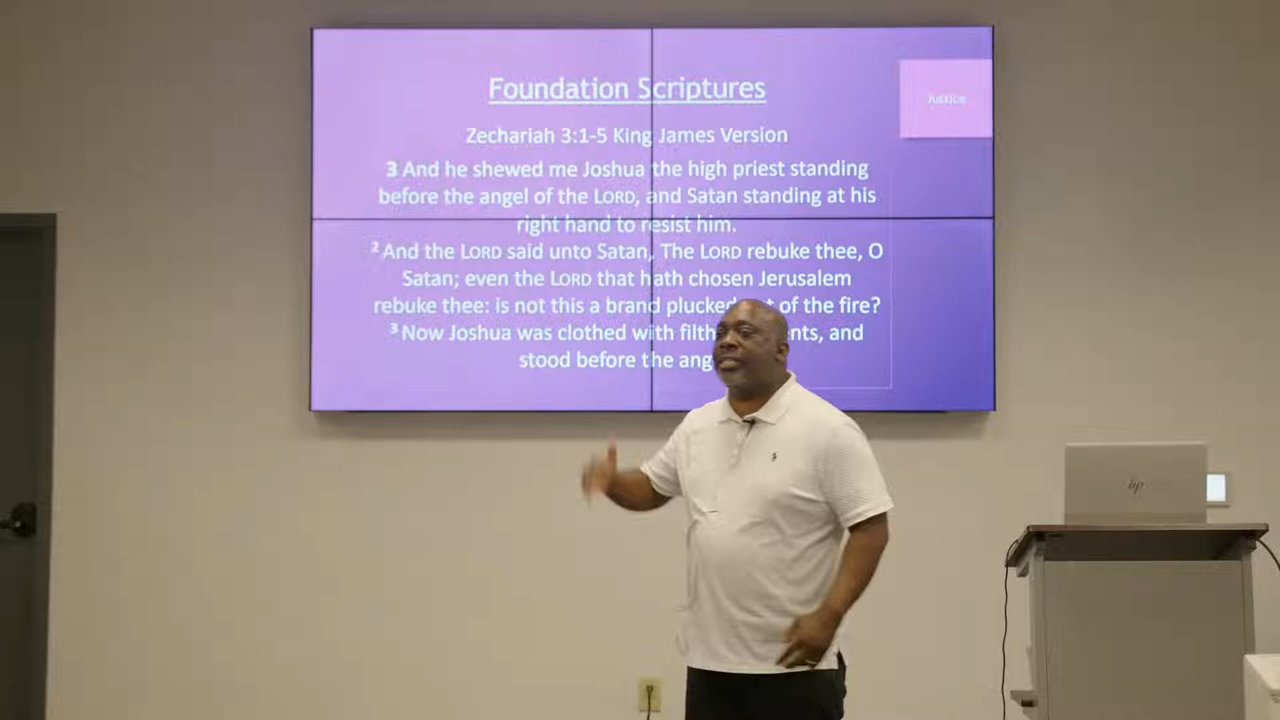 Foundation Scriptures
Justice
Zechariah 3:1-5 King James Version
3 And he shewed me Joshua the high priest standing
before the angel of the LORD, and Satan standing at his
right hand to resist him.
2 And the LORD said unto Satan, The LORD rebuke thee, O
Satan; even the LORD that hath chosen Jerusalem
rebuke thee: is not this a brand plucked of the fire?
3 Now Joshua was clothed with and
stood before the
hp